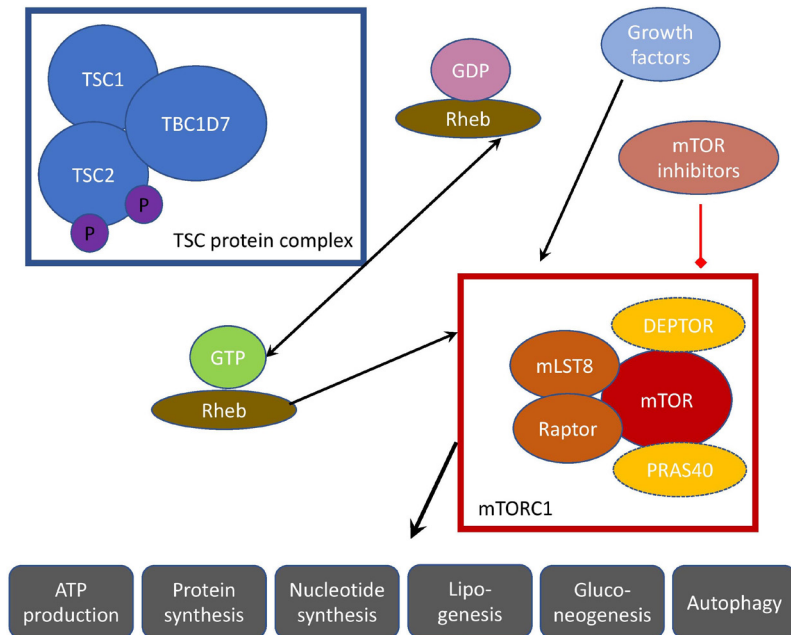 TSC1
TBC1D7
TSC2
P
P
TSC protein complex
GDP
Rheb
Growth
factors
mTOR
inhibitors
GTP
Rheb
DEPTOR
mLST8
mTOR
Raptor
PRAS40
mTORC1
ATP
production
Protein
synthesis
Nucleotide
synthesis
Lipo-
genesis
Gluco-
neogenesis
Autophagy